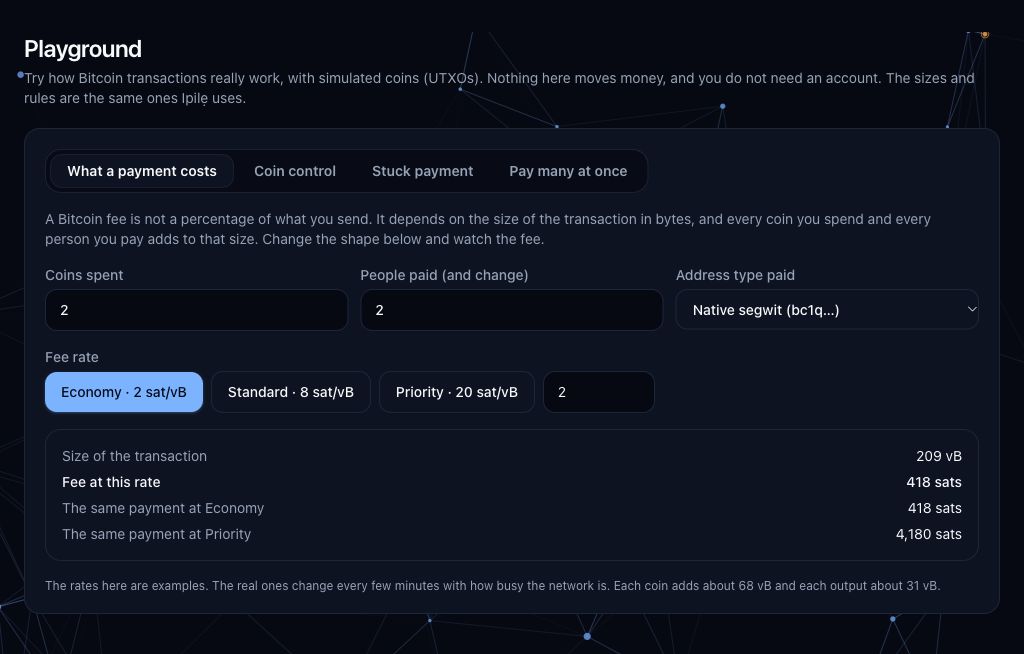 Playground
Try how Bitcoin transactions really work, with simulated coins (UTXOs). Nothing here moves money, and you do not need an account. The sizes and
rules are the same ones Ipilẹ uses.
What a payment costs
Coin control
Stuck payment
Pay many at once
A Bitcoin fee is not a percentage of what you send. It depends on the size of the transaction in bytes, and every coin you spend and every
person you pay adds to that size. Change the shape below and watch the fee.
Coins spent
People paid (and change)
Address type paid
2
2
Native segwit (bc1q...)
Fee rate
Economy · 2 sat/vB
Standard · 8 sat/vB
Priority · 20 sat/vB
2
Size of the transaction 209 vB
Fee at this rate 418 sats
The same payment at Economy 418 sats
The same payment at Priority 4,180 sats
The rates here are examples. The real ones change every few minutes with how busy the network is. Each coin adds about 68 vB and each output about 31 vB.